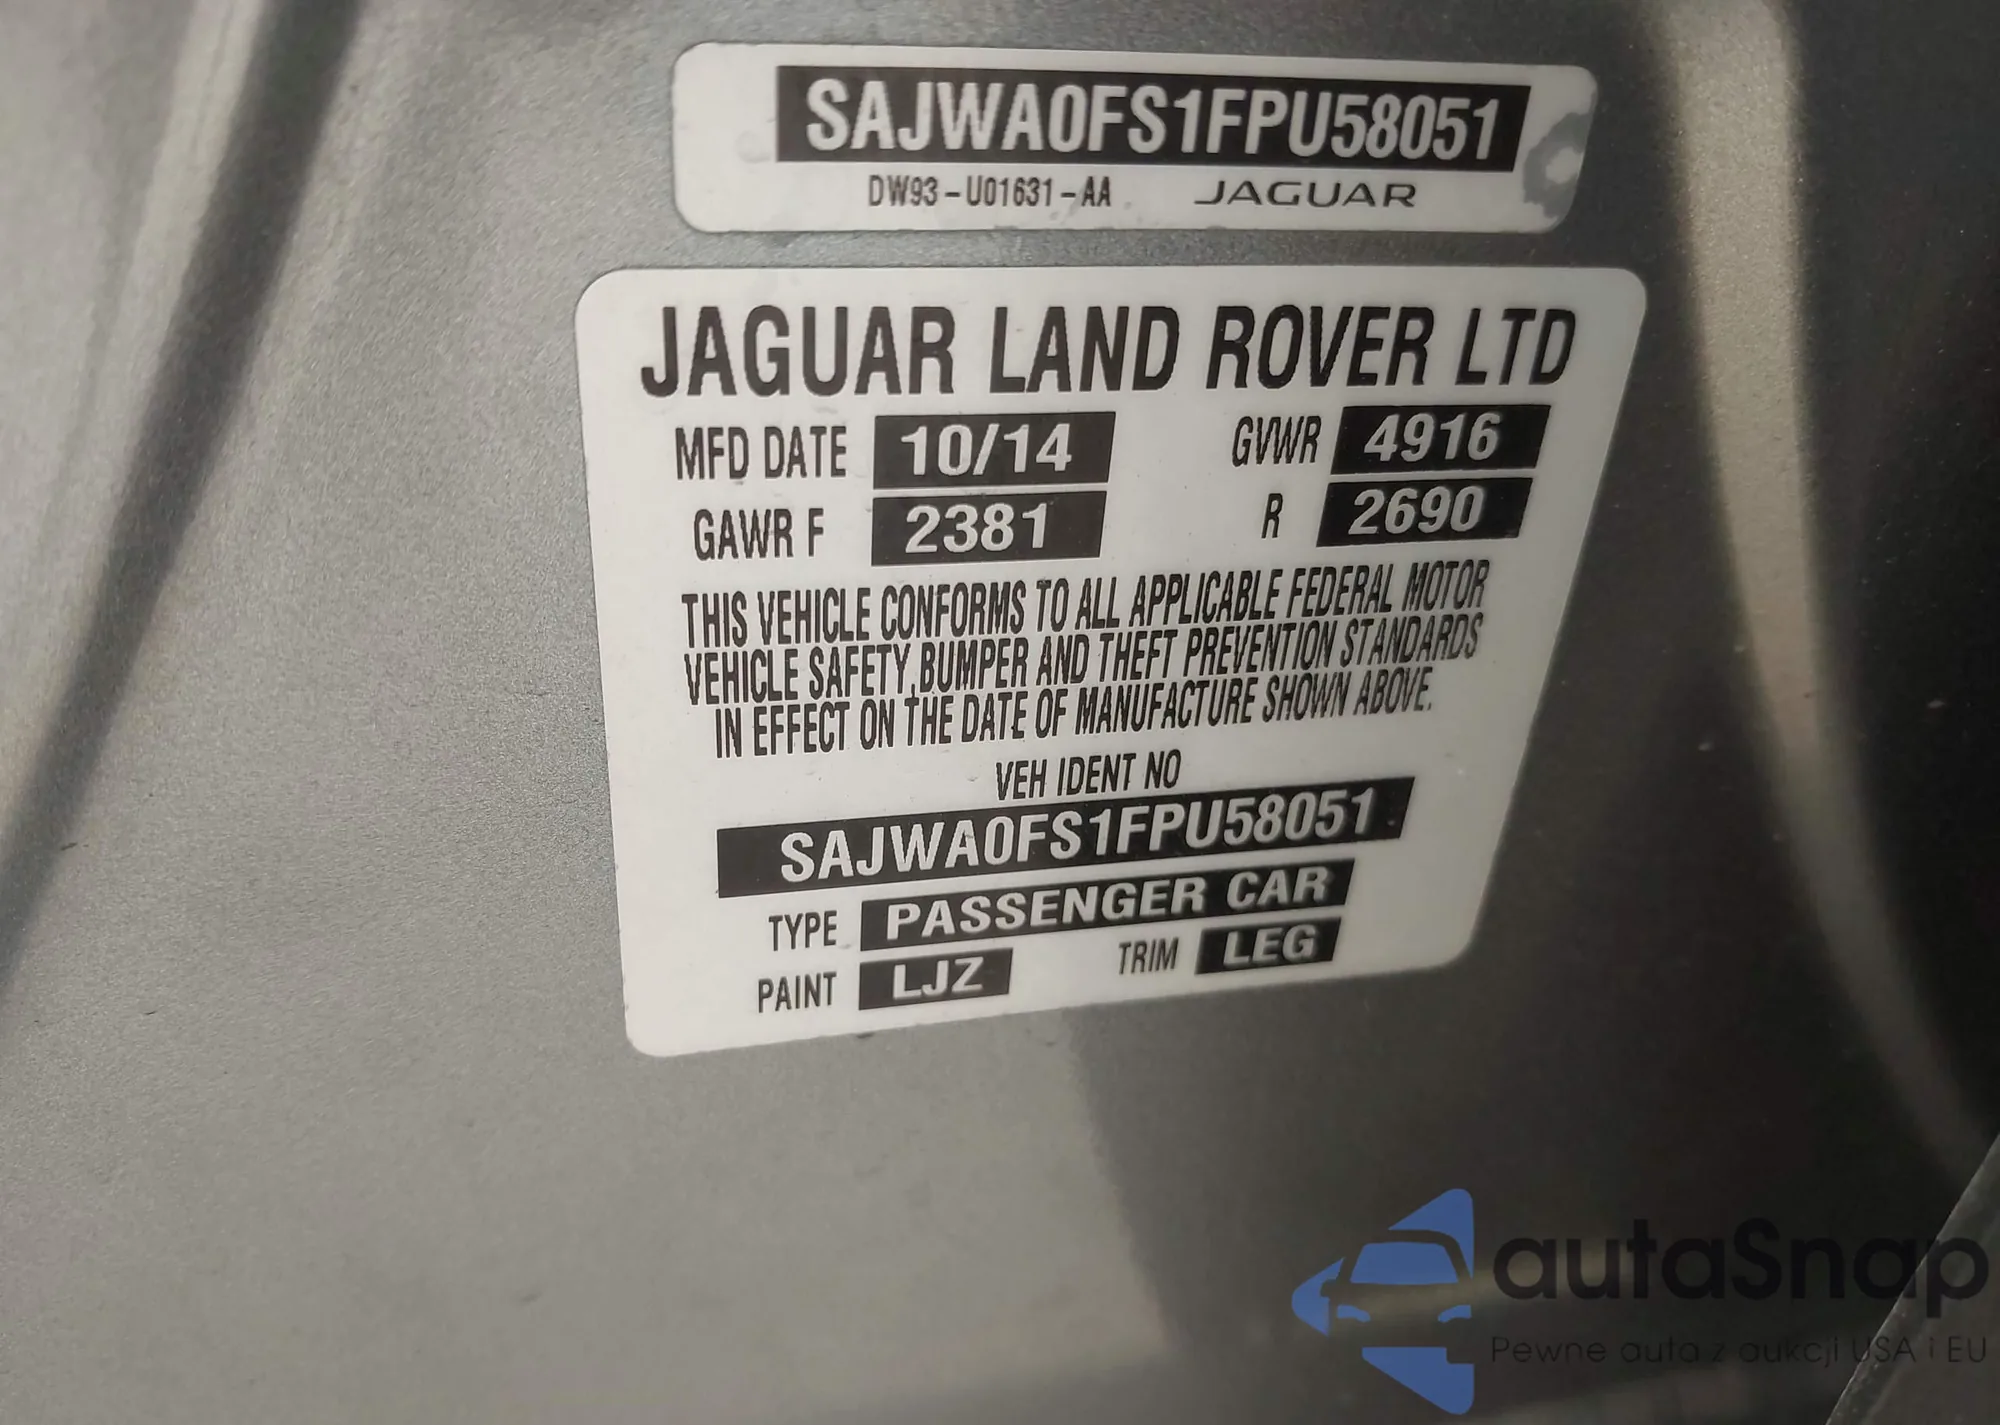 SAJWA0FS1FPU58051
DW93-U01631-AA JAGUAR
JAGUAR LAND ROVER LTD
MFD DATE 10/14 GVWR 4916
GAWR F 2381 R 2690
THIS VEHICLE CONFORMS TO ALL APPLICABLE FEDERAL MOTOR
VEHICLE SAFETY, BUMPER AND THEFT PREVENTION STANDARDS
IN EFFECT ON THE DATE OF MANUFACTURE SHOWN ABOVE.
VEH IDENT NO
SAJWA0FS1FPU58051
TYPE PASSENGER CAR
PAINT LJZ TRIM LEG
autaSnap
Pewne auta z aukcji USA i EU